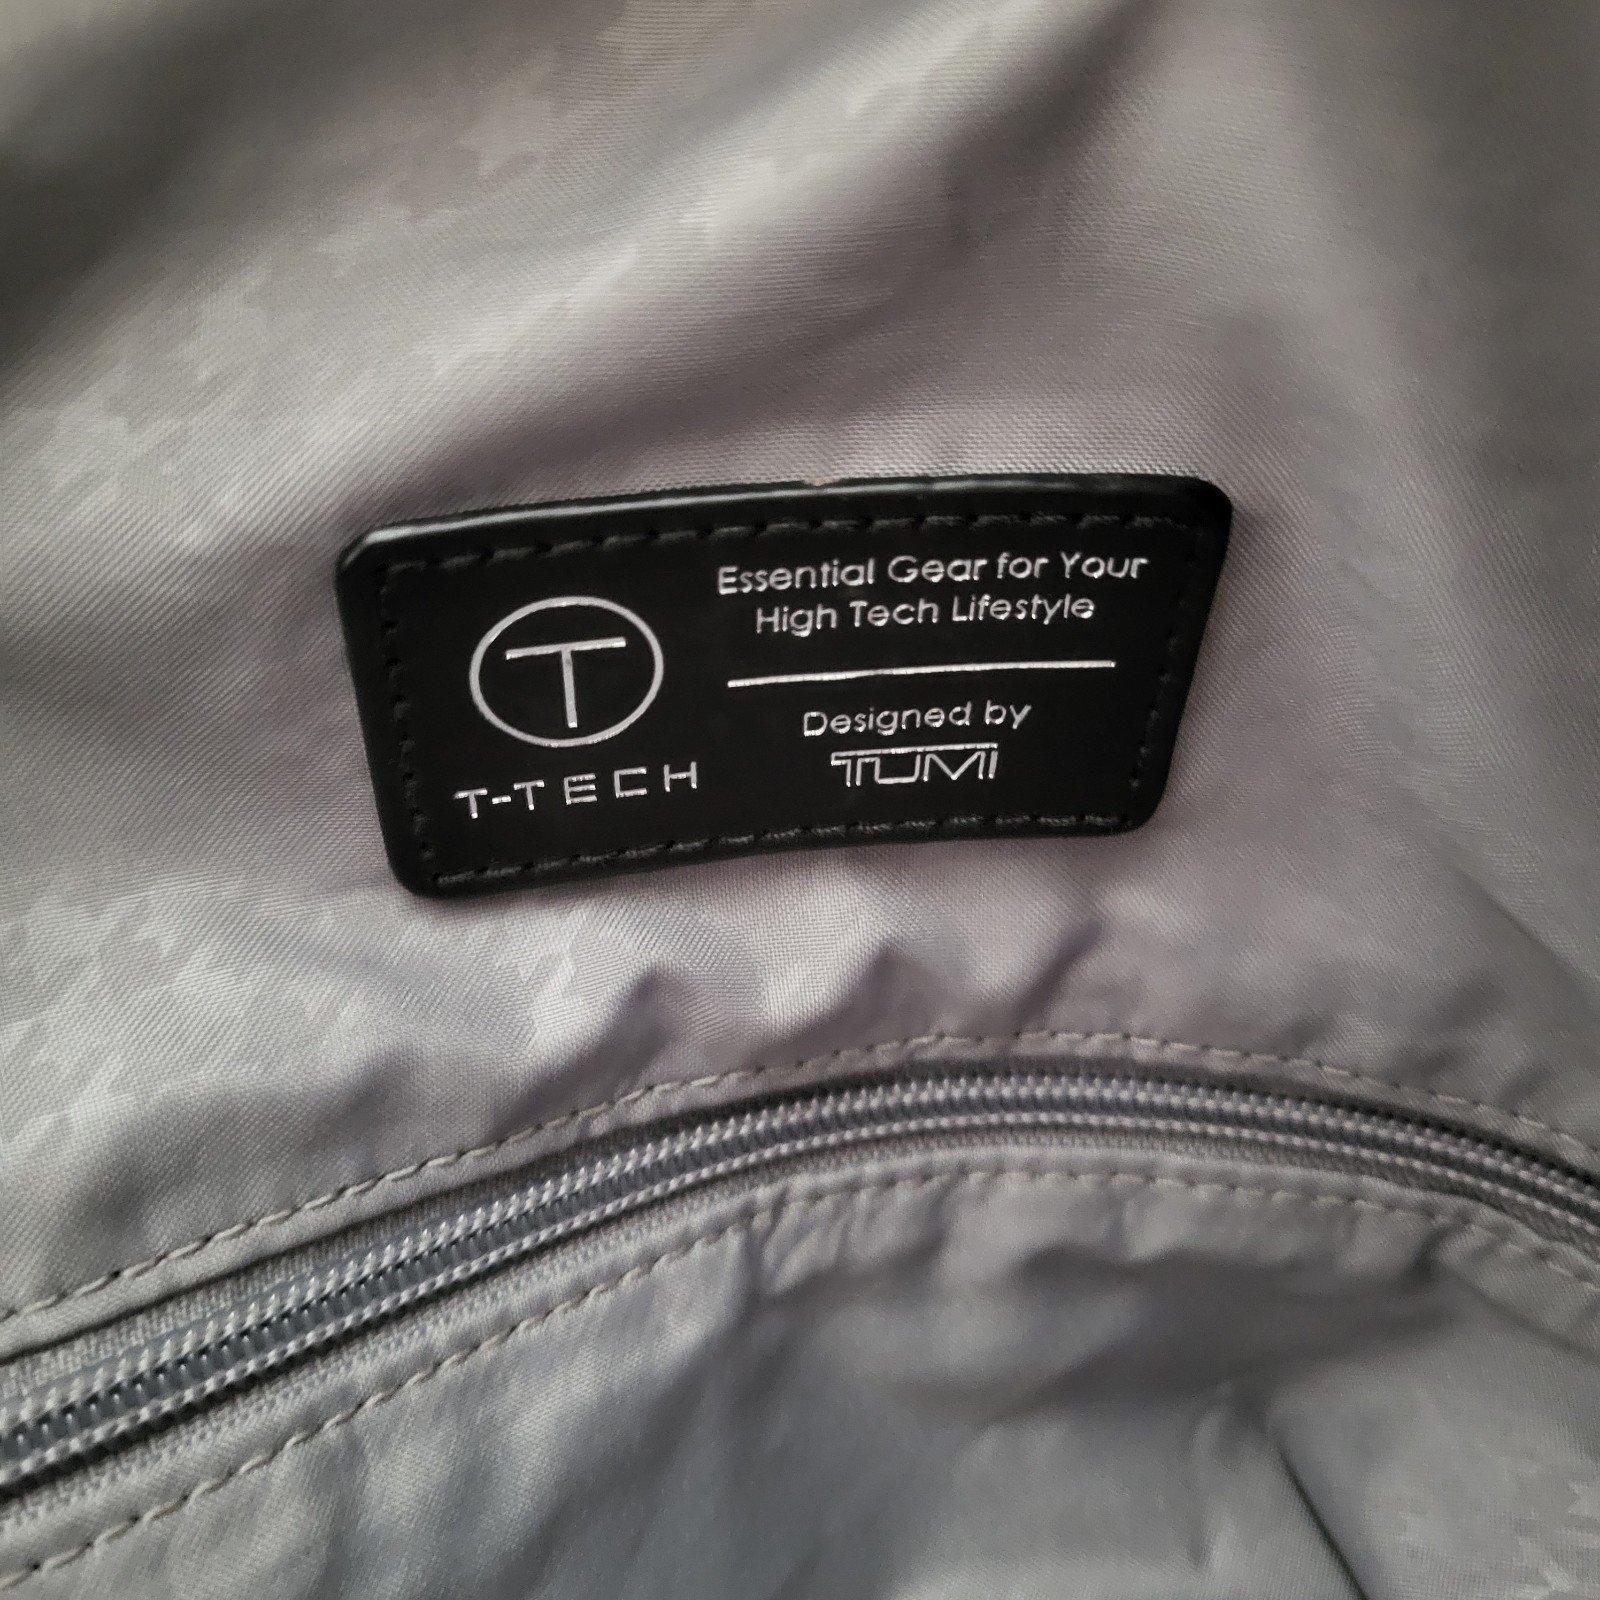 T
T-TECH
Essential Gear for Your
High Tech Lifestyle
Designed by
TUMI